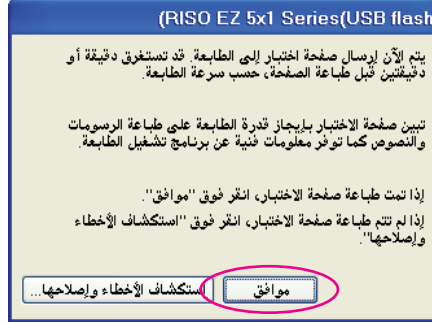 (RISO EZ 5x1 Series(USB flash
يتم الآن إرسال صفحة اختبار إلى الطابعة. قد تستغرق دقيقة أو
دقيقتين قبل طباعة الصفحة، حسب سرعة الطابعة.
تبين صفحة الاختبار بإيجاز قدرة الطابعة على طباعة الرسومات
والنصوص كما توفر معلومات فنية عن برنامج تشغيل الطابعة.
إذا تمت طباعة صفحة الاختبار، انقر فوق "موافق".
إذا لم تتم طباعة صفحة الاختبار، انقر فوق "استكشاف الأخطاء
وإصلاحها".
موافق
استكشاف الأخطاء وإصلاحها...